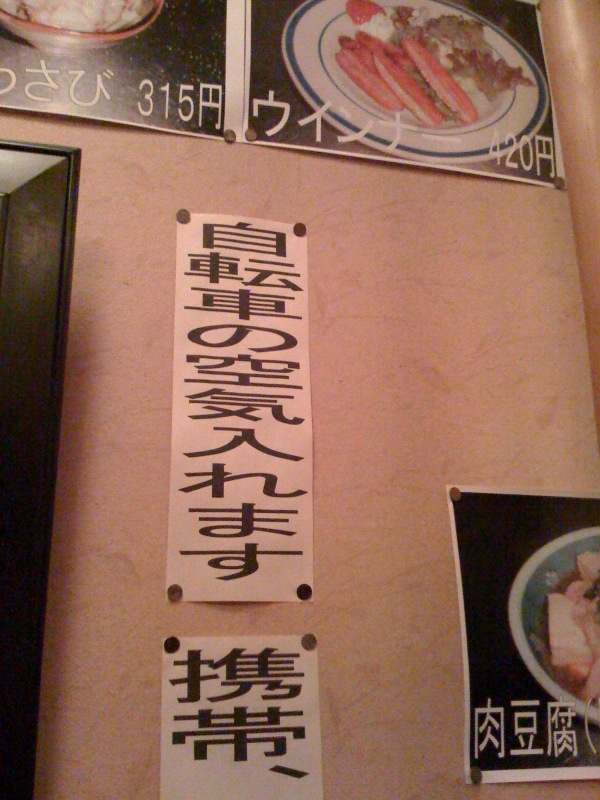 っさび 315円
ウインナー 420円
自転車の空気入れます
携帯、
肉豆腐(